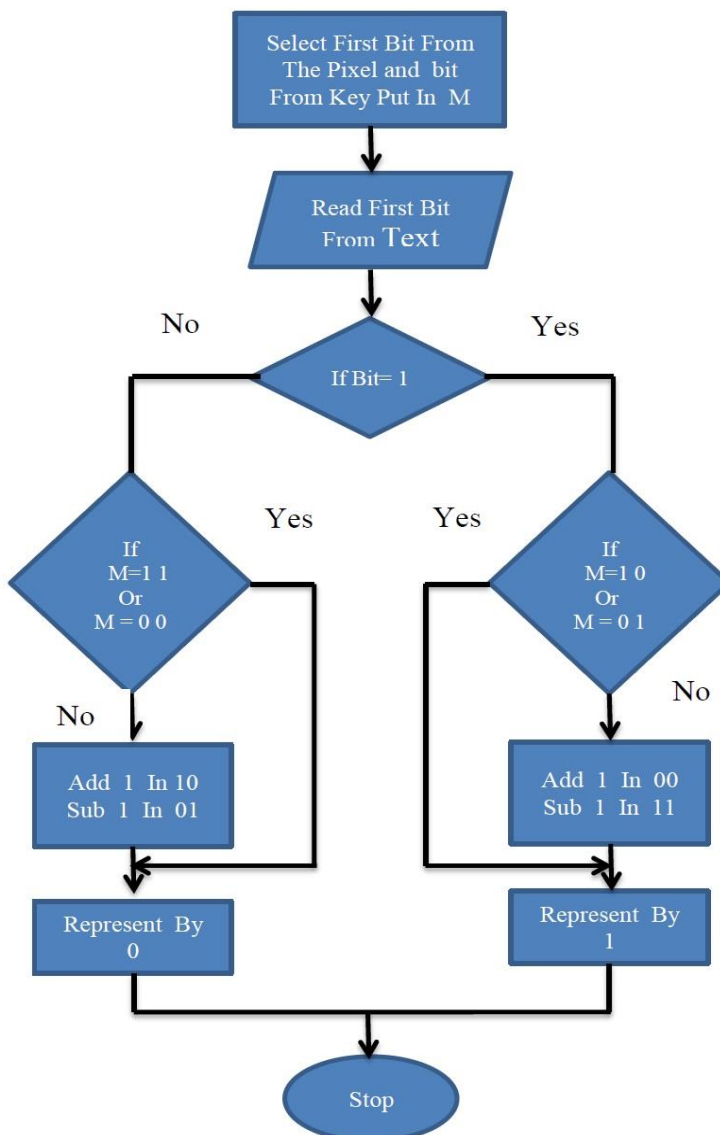 Select First Bit From
The Pixel and bit
From Key Put In M
Read First Bit
From Text
No
Yes
If Bit= 1
If
M=1 1
Or
M = 0 0
Yes
Yes
If
M=1 0
Or
M = 0 1
No
No
Add 1 In 10
Sub 1 In 01
Add 1 In 00
Sub 1 In 11
Represent By
0
Represent By
1
Stop